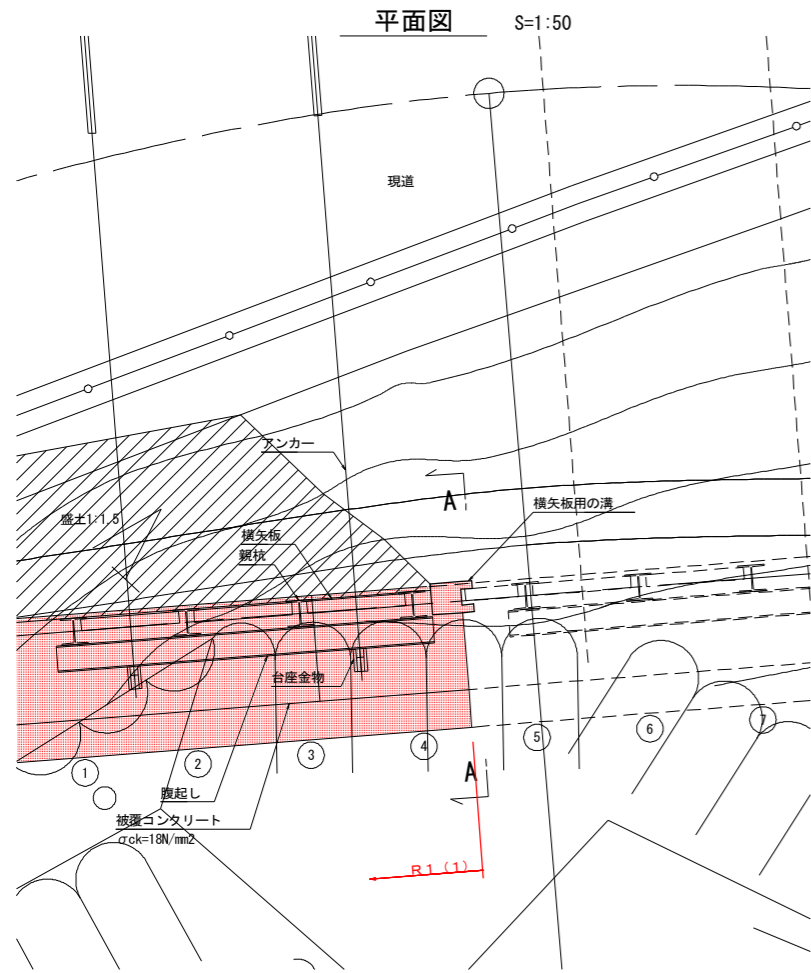 平面図 S=1:50
現道
アンカー
A
横矢板用の溝
盛土1:1.5
横矢板
親杭
台座金物
1
2
3
4
5
6
7
腹起し
A
被覆コンクリート
σck=18N/mm2
R1(1)